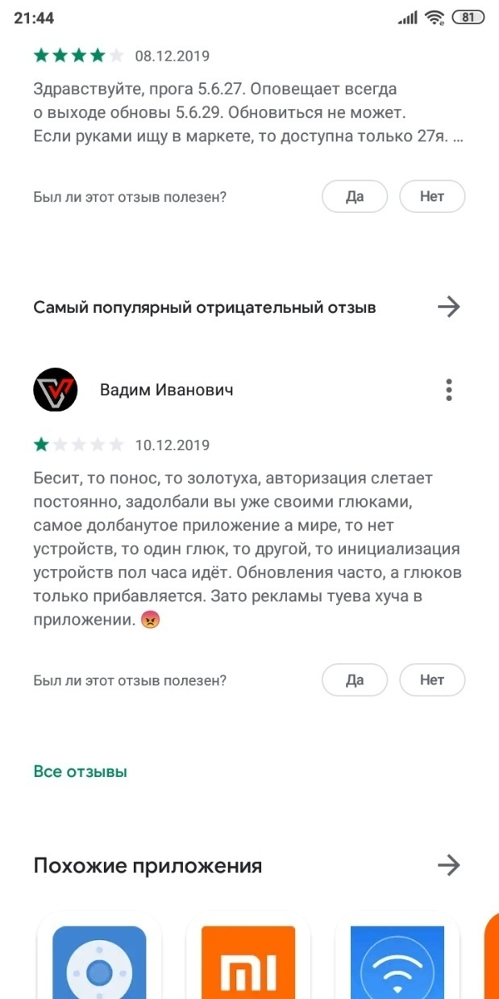 21:44
81
08.12.2019
Здравствуйте, прога 5.6.27. Оповещает всегда
о выходе обновы 5.6.29. Обновиться не может.
Если руками ищу в маркете, то доступна только 27я. ...
Был ли этот отзыв полезен?
Да
Нет
Самый популярный отрицательный отзыв
Вадим Иванович
10.12.2019
Бесит, то понос, то золотуха, авторизация слетает
постоянно, задолбали вы уже своими глюками,
самое долбанутое приложение а мире, то нет
устройств, то один глюк, то другой, то инициализация
устройств пол часа идёт. Обновления часто, а глюков
только прибавляется. Зато рекламы туева хуча в
приложении. 😡
Был ли этот отзыв полезен?
Да
Нет
Все отзывы
Похожие приложения
mi